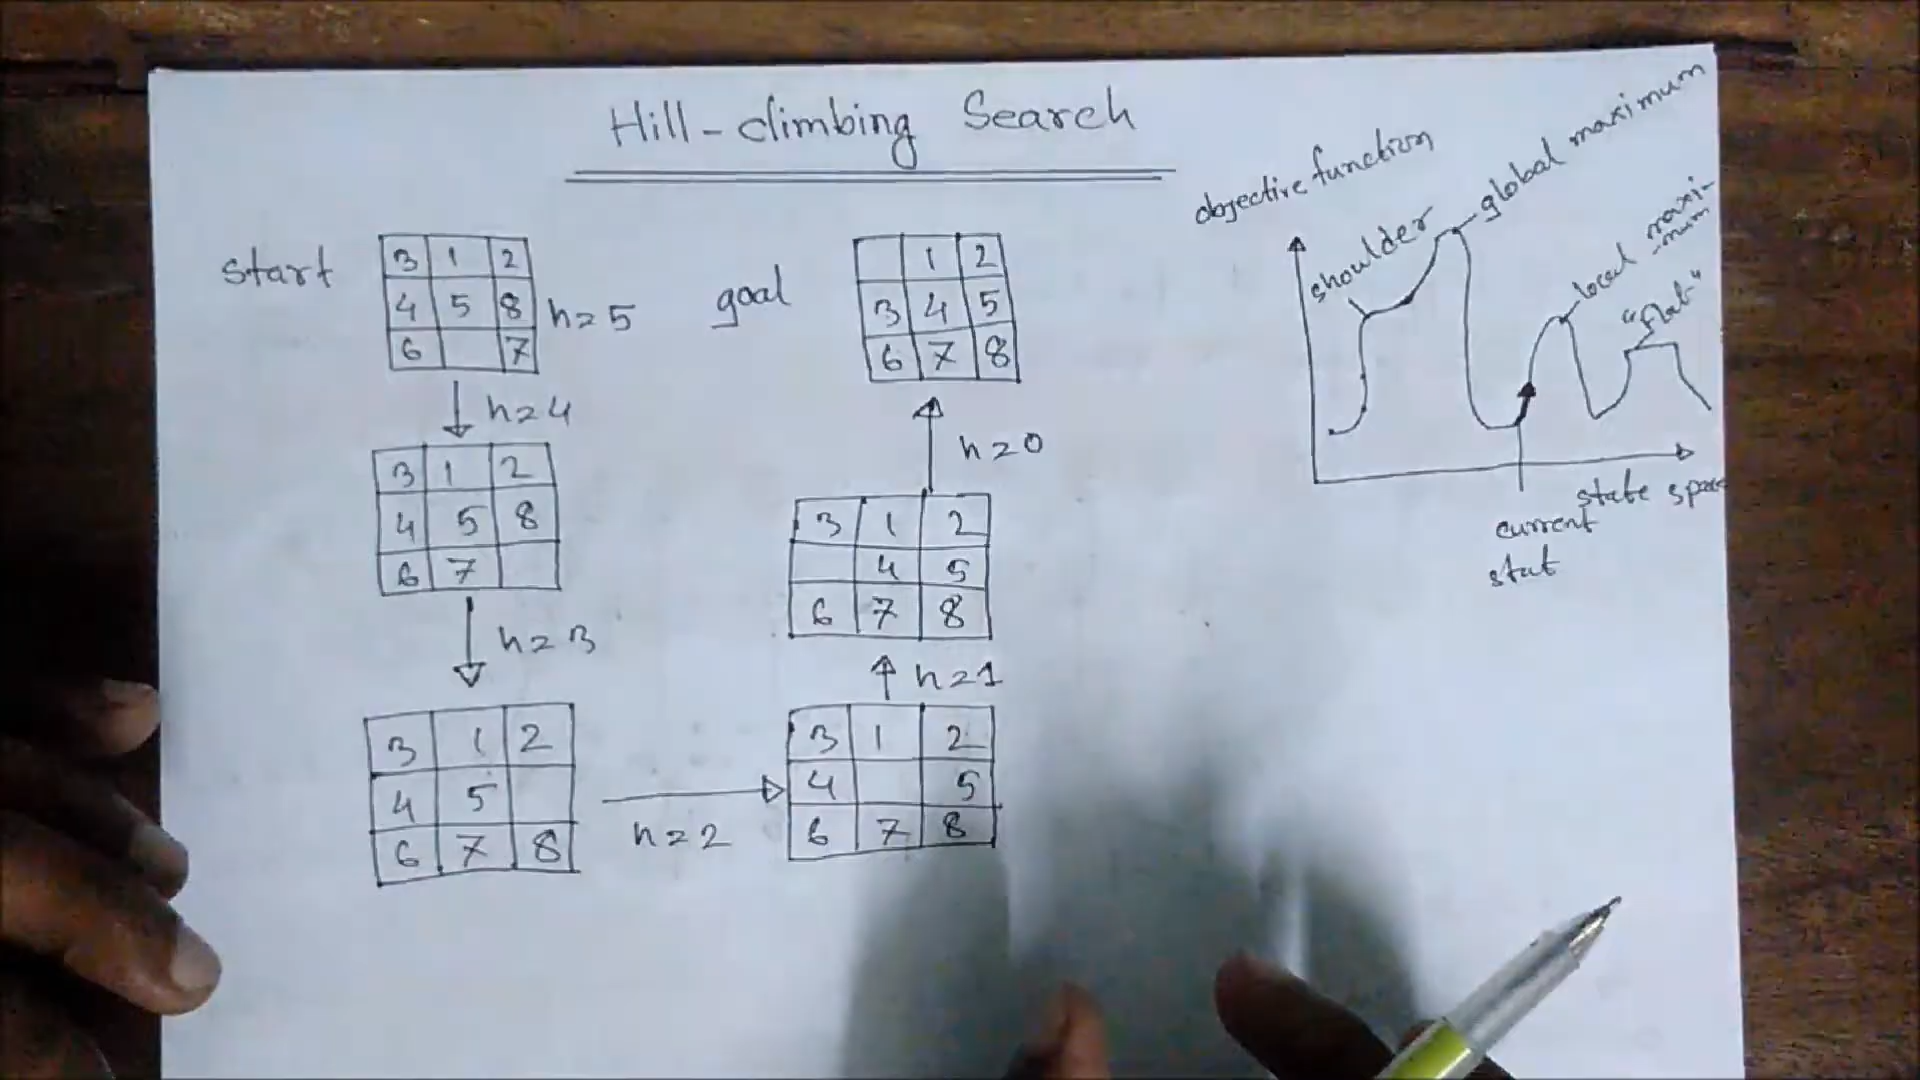 Hill-climbing Search
start
3 1 2
4 5 8
6 7
h=5
h=4
3 1 2
4 5 8
6 7
h=3
3 1 2
4 5
6 7 8
h=2
3 1 2
4 5
6 7 8
h=1
3 1 2
4 5
6 7 8
h=0
goal
1 2
3 4 5
6 7 8
objective function
shoulder
global maximum
local maxi-
-mum
"flat"
state space
current
stat